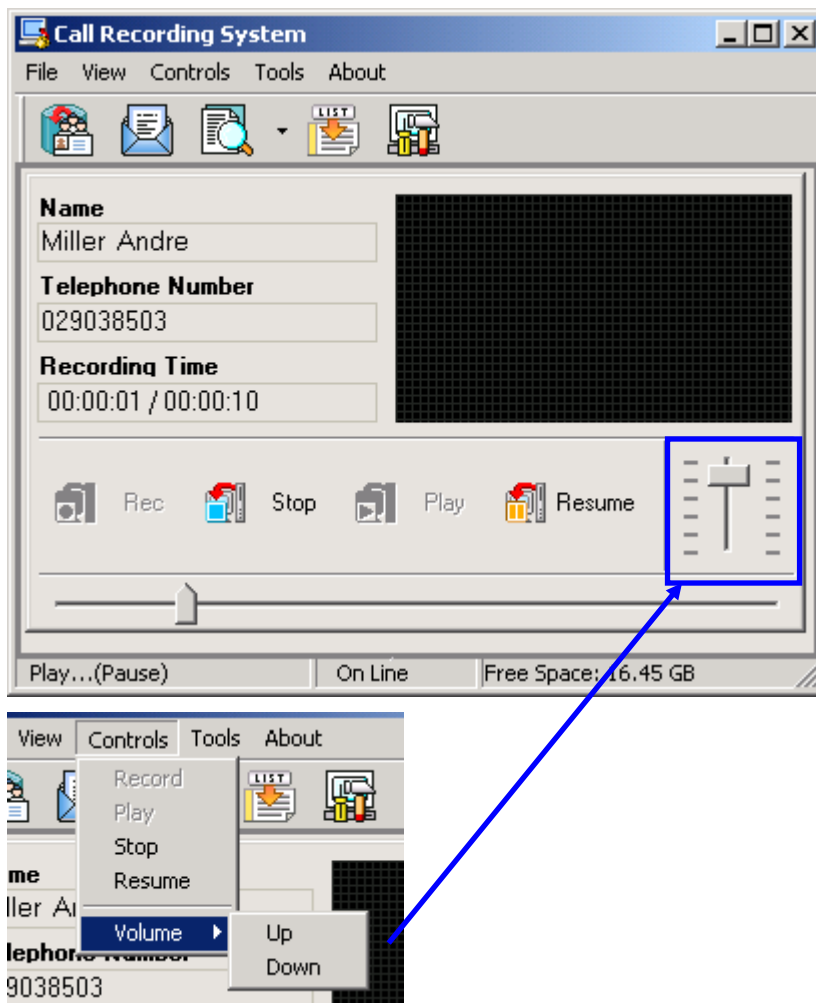 Call Recording System
File View Controls Tools About
LIST
Name
Miller Andre
Telephone Number
029038503
Recording Time
00:00:01 / 00:00:10
Rec Stop Play Resume
Play...(Pause) On Line Free Space: 16.45 GB
View Controls Tools About
LIST
Record
Play
Stop
me
Resume
ller A
Volume Up
lephon Number
Down
9038503